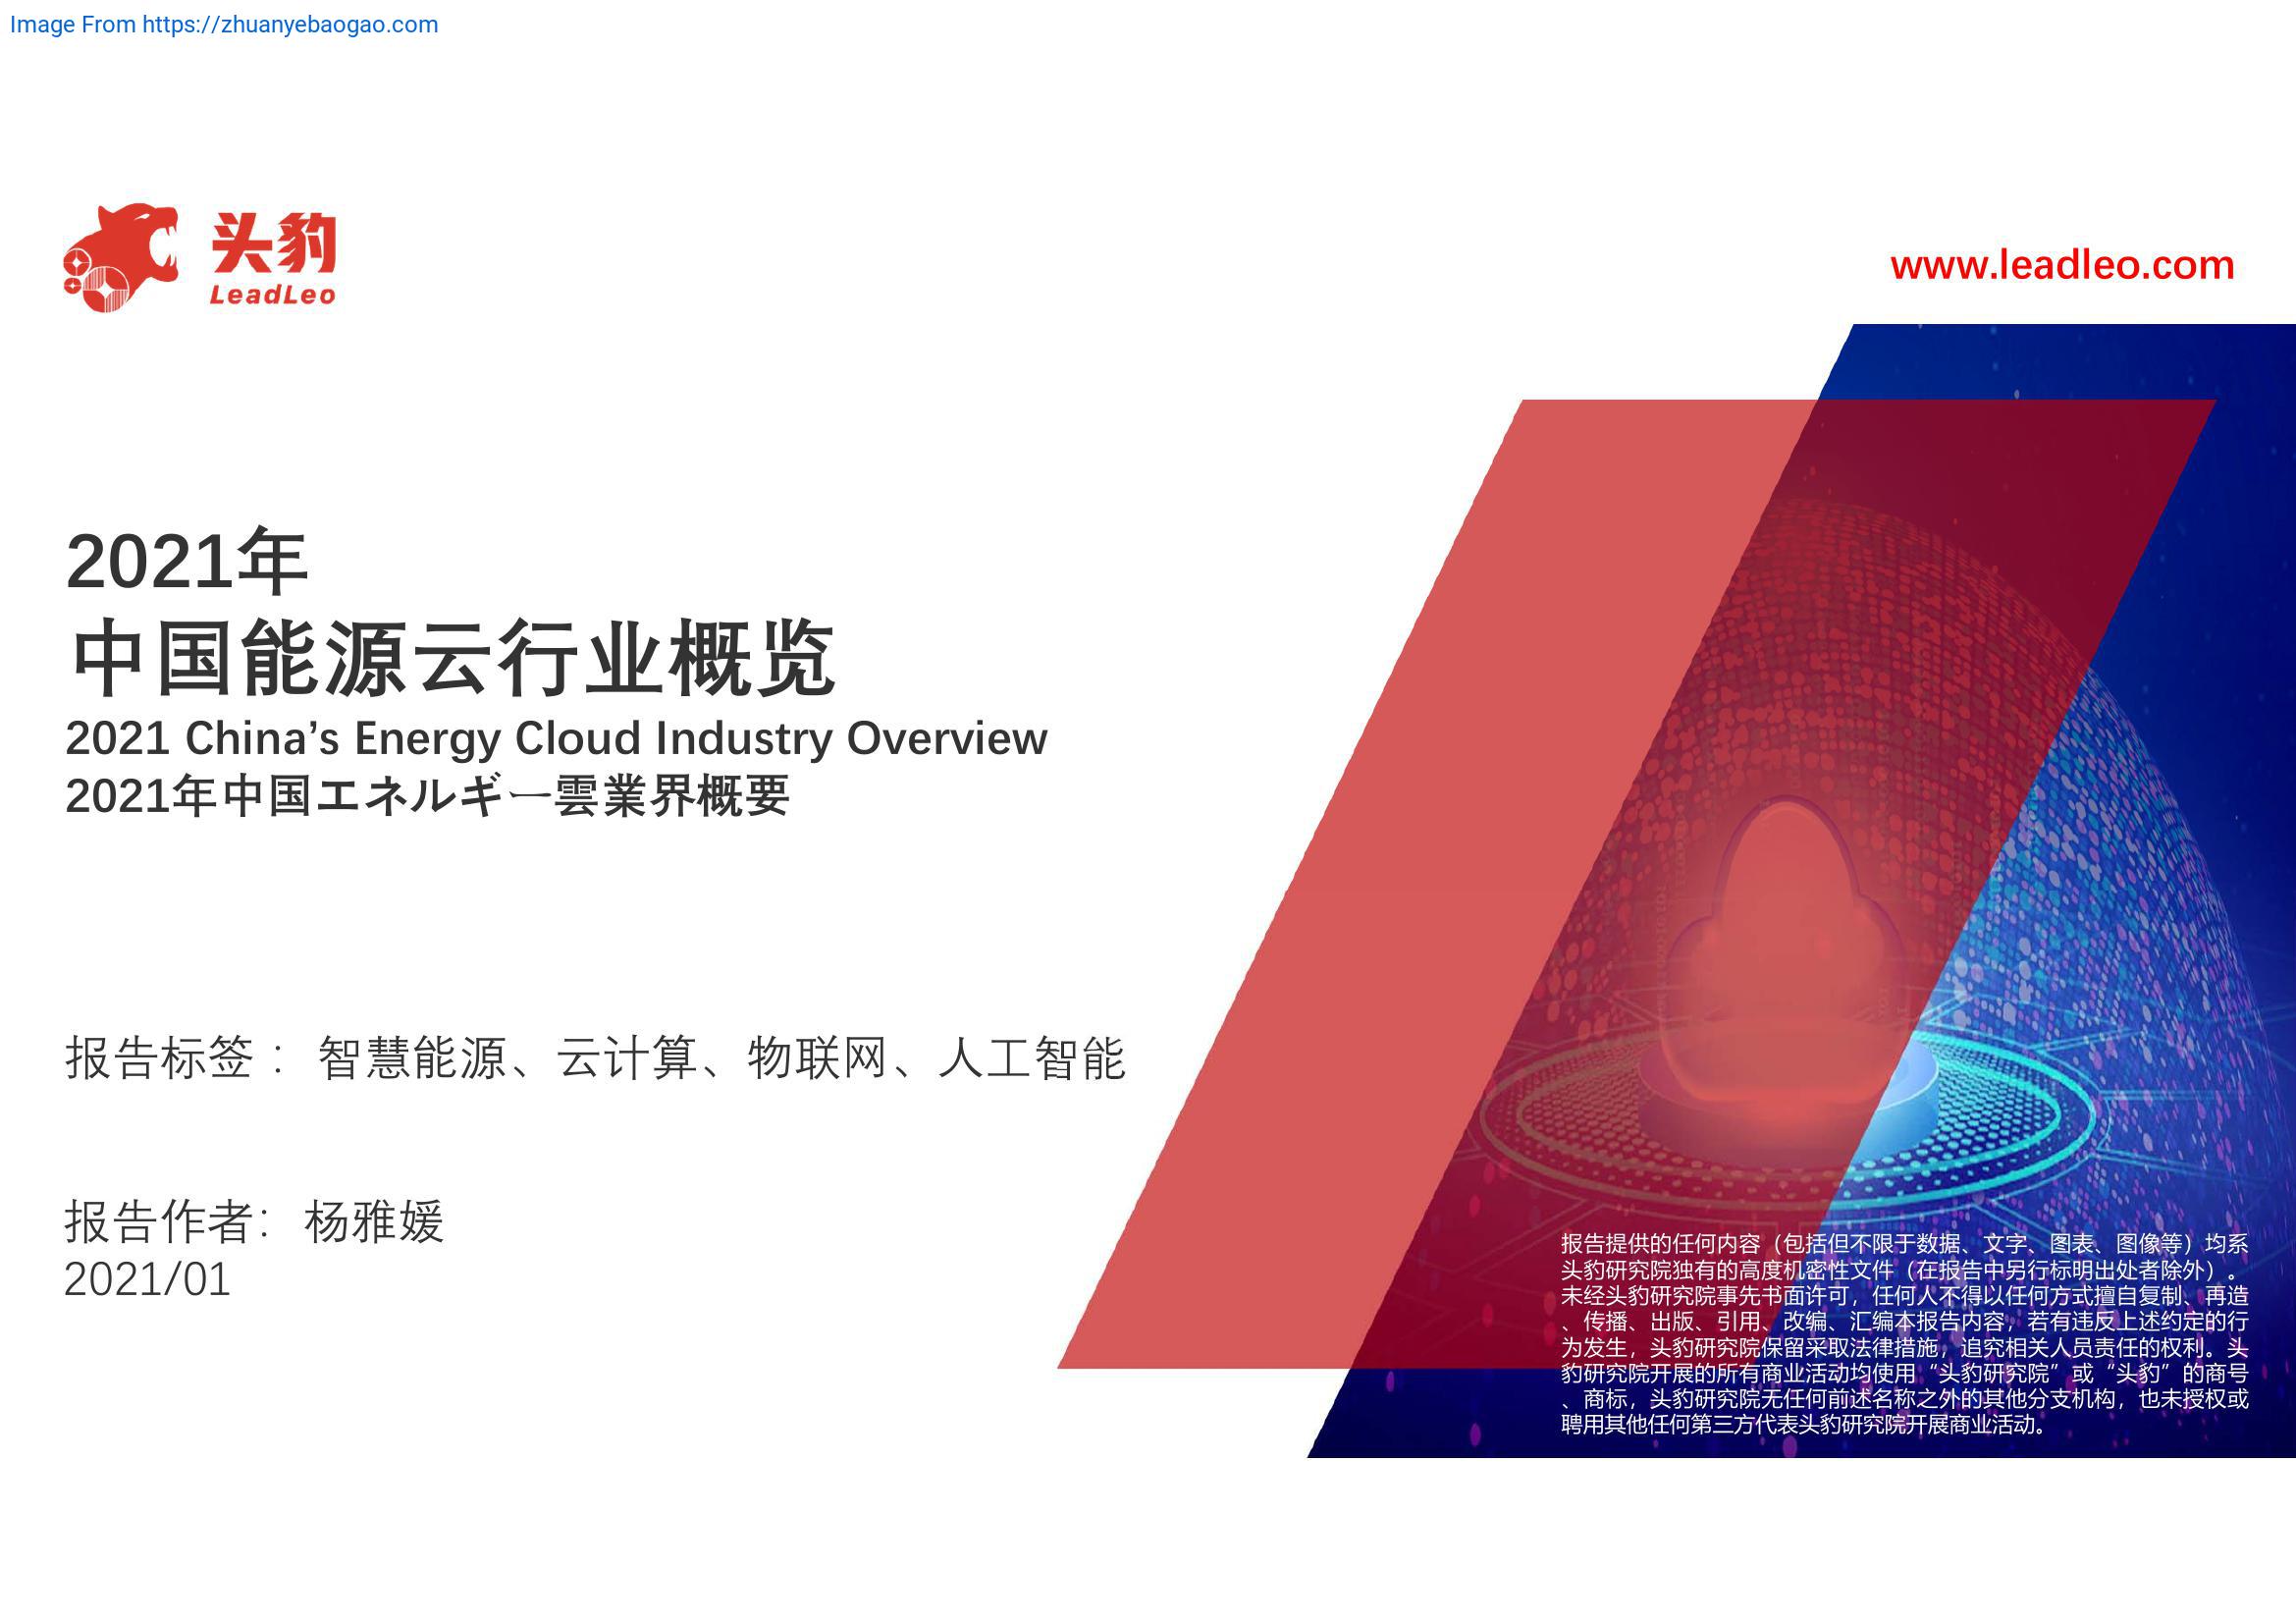 Image From https://zhuanyebaogao.com
头豹
LeadLeo
www.leadleo.com
2021年
中国能源云行业概览
2021 China’s Energy Cloud Industry Overview
2021年中国エネルギー雲業界概要
报告标签： 智慧能源、云计算、物联网、人工智能
报告作者： 杨雅媛
2021/01
报告提供的任何内容（包括但不限于数据、文字、图表、图像等）均系
头豹研究院独有的高度机密性文件（在报告中另行标明出处者除外）。
未经头豹研究院事先书面许可，任何人不得以任何方式擅自复制、再造
、传播、出版、引用、改编、汇编本报告内容，若有违反上述约定的行
为发生，头豹研究院保留采取法律措施，追究相关人员责任的权利。头
豹研究院开展的所有商业活动均使用“头豹研究院”或“头豹”的商号
、商标，头豹研究院无任何前述名称之外的其他分支机构，也未授权或
聘用其他任何第三方代表头豹研究院开展商业活动。